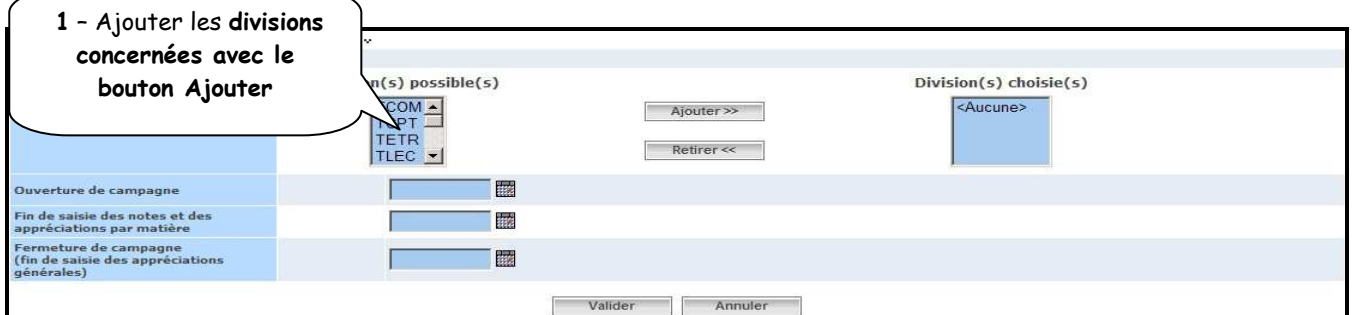 1 – Ajouter les divisions
concernées avec le
bouton Ajouter
n(s) possible(s)
Division(s) choisie(s)
COM
TCPT
TETR
TLEC
Ajouter >>
Retirer <<
<Aucune>
Ouverture de campagne
Fin de saisie des notes et des
appréciations par matière
Fermeture de campagne
(fin de saisie des appréciations
générales)
Valider
Annuler